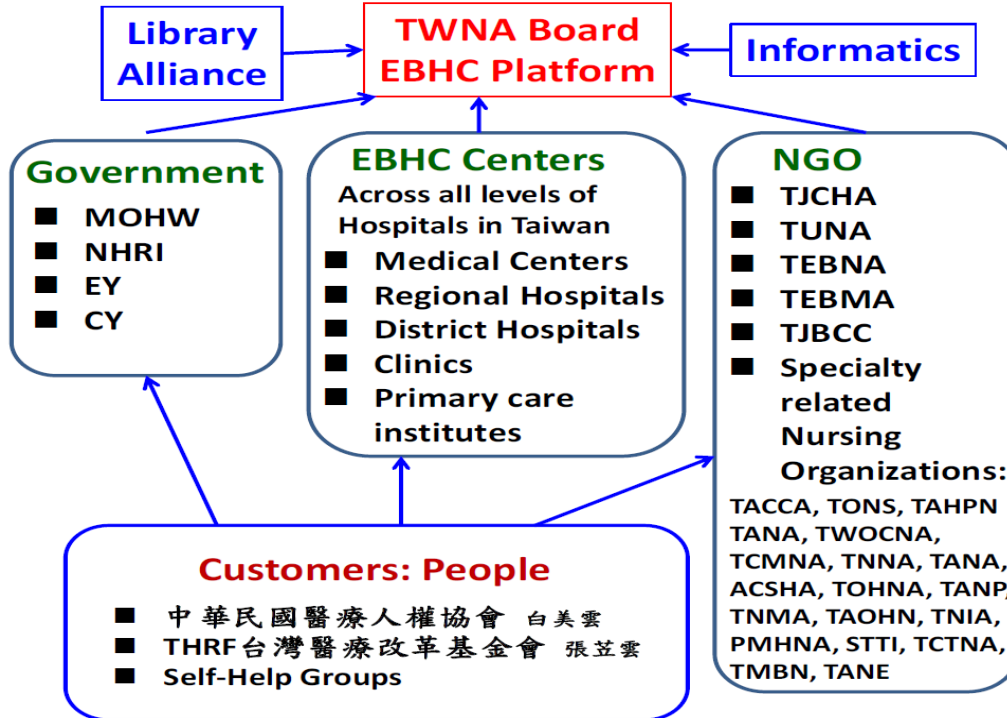 Library
Alliance
TWNA Board
EBHC Platform
Informatics
Government
■ MOHW
■ NHRI
■ EY
■ CY
EBHC Centers
Across all levels of
Hospitals in Taiwan
■ Medical Centers
■ Regional Hospitals
■ District Hospitals
■ Clinics
■ Primary care
institutes
NGO
■ TJCHA
■ TUNA
■ TEBNA
■ TEBMA
■ TJBCC
■ Specialty
related
Nursing
Organizations:
TACCA, TONS, TAHPN
TANA, TWOCNA,
TCMNA, TNNA, TANA,
ACSHA, TOHNA, TANP,
TNMA, TAOHN, TNIA,
PMHNA, STTI, TCTNA,
TMBN, TANE
Customers: People
■ 中華民國醫療人權協會 白美雲
■ THRF台灣醫療改革基金會 張苙雲
■ Self-Help Groups